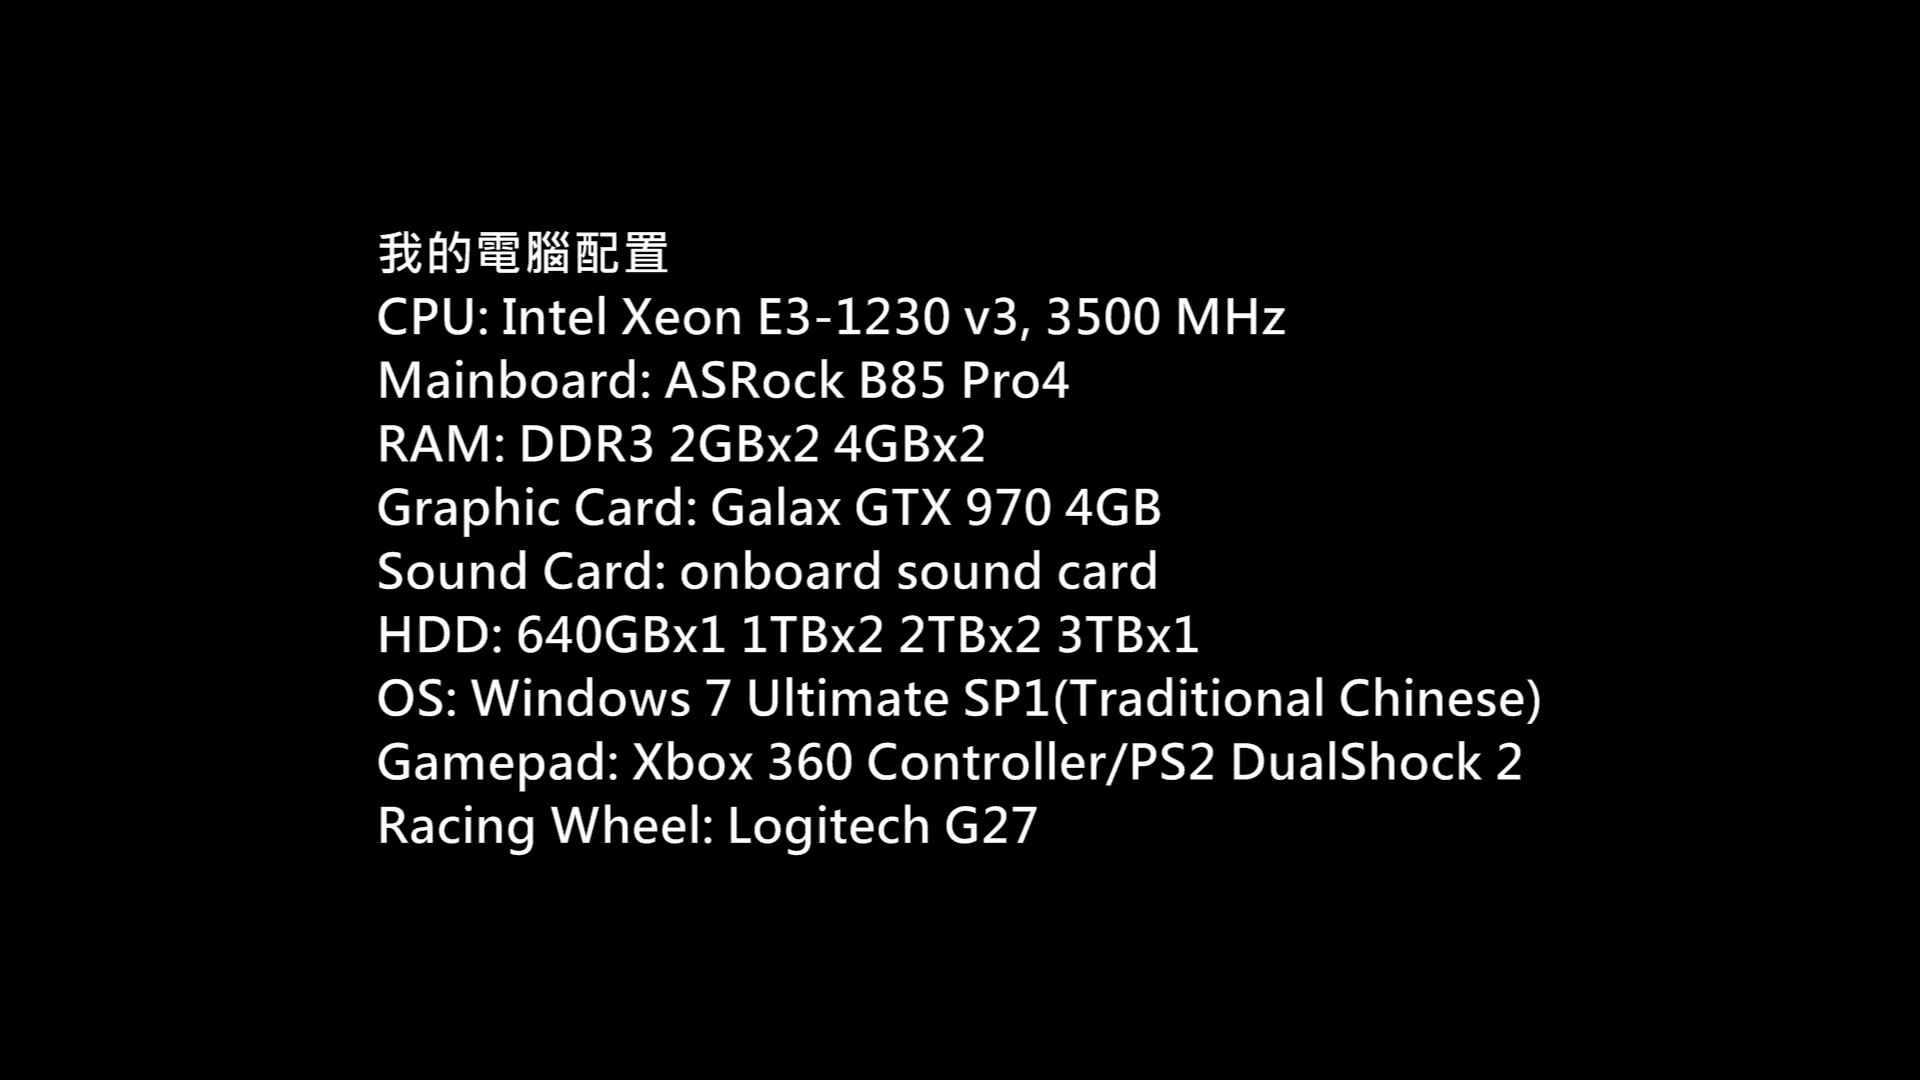 我的電腦配置
CPU: Intel Xeon E3-1230 v3, 3500 MHz
Mainboard: ASRock B85 Pro4
RAM: DDR3 2GBx2 4GBx2
Graphic Card: Galax GTX 970 4GB
Sound Card: onboard sound card
HDD: 640GBx1 1TBx2 2TBx2 3TBx1
OS: Windows 7 Ultimate SP1(Traditional Chinese)
Gamepad: Xbox 360 Controller/PS2 DualShock 2
Racing Wheel: Logitech G27